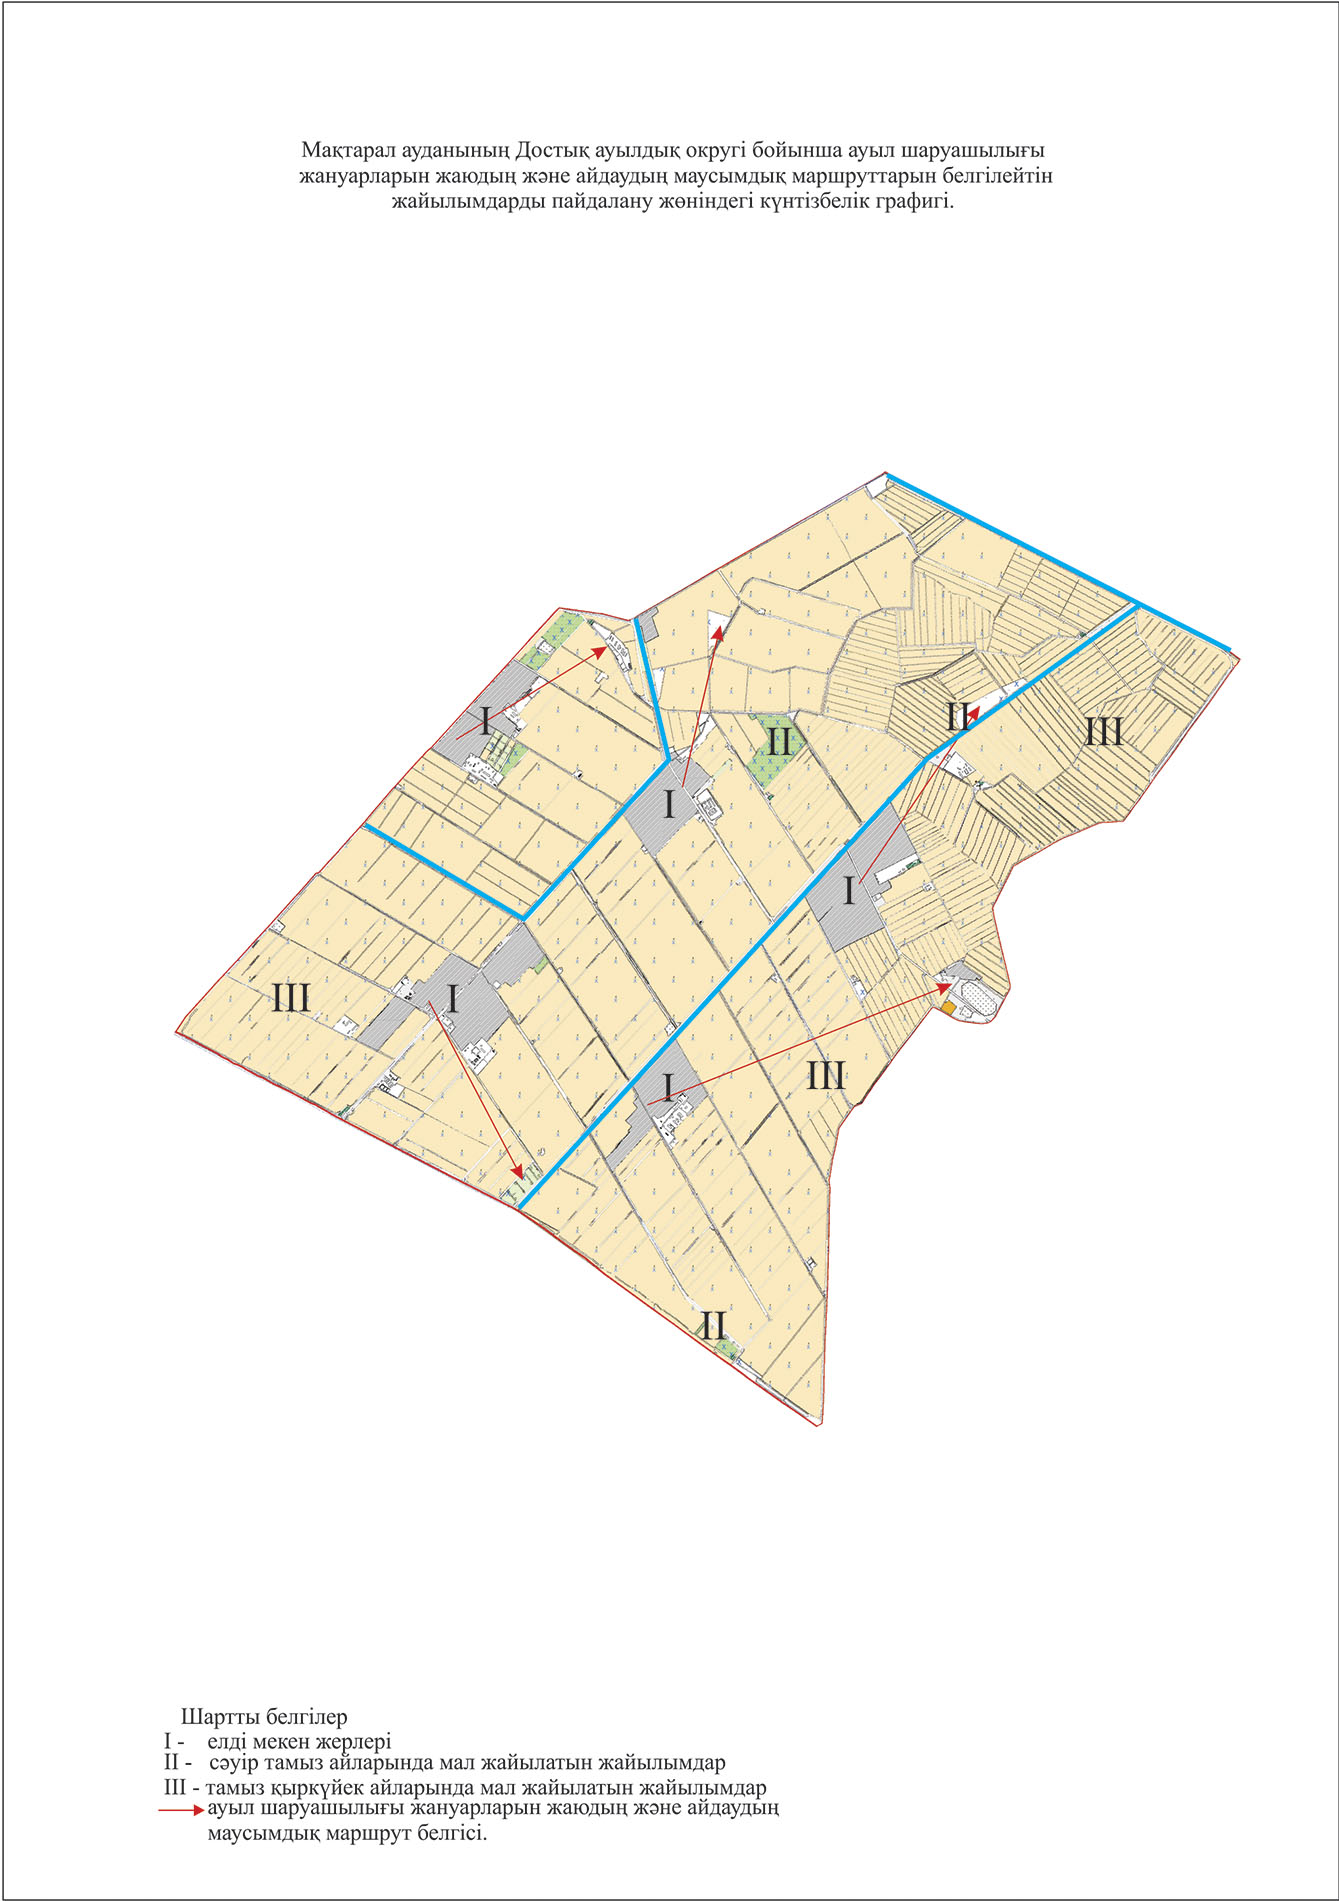 Мақтарал ауданының Достық ауылдық округі бойынша ауыл шаруашылығы
жануарларын жаюдың және айдаудың маусымдық маршруттарын белгілейтін
жайылымдарды пайдалану жөніндегі күнтізбелік графигі.
I
II
II
III
I
I
I
III
I
I
III
II
Шартты белгілер
I - елді мекен жерлері
II - сәуір тамыз айларында мал жайылатын жайылымдар
III - тамыз қыркүйек айларында мал жайылатын жайылымдар
ауыл шаруашылығы жануарларын жаюдың және айдаудың
маусымдық маршрут белгісі.